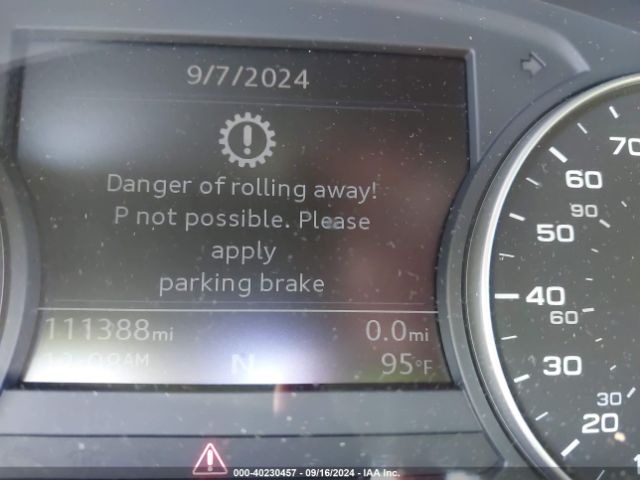 9/7/2024
Danger of rolling away!
P not possible. Please
apply
parking brake
111388mi 0.0mi
AM N 95°F
70
60
90
50
40
60
30
30
20
000-40230457 - 09/16/2024 - IAA Inc.